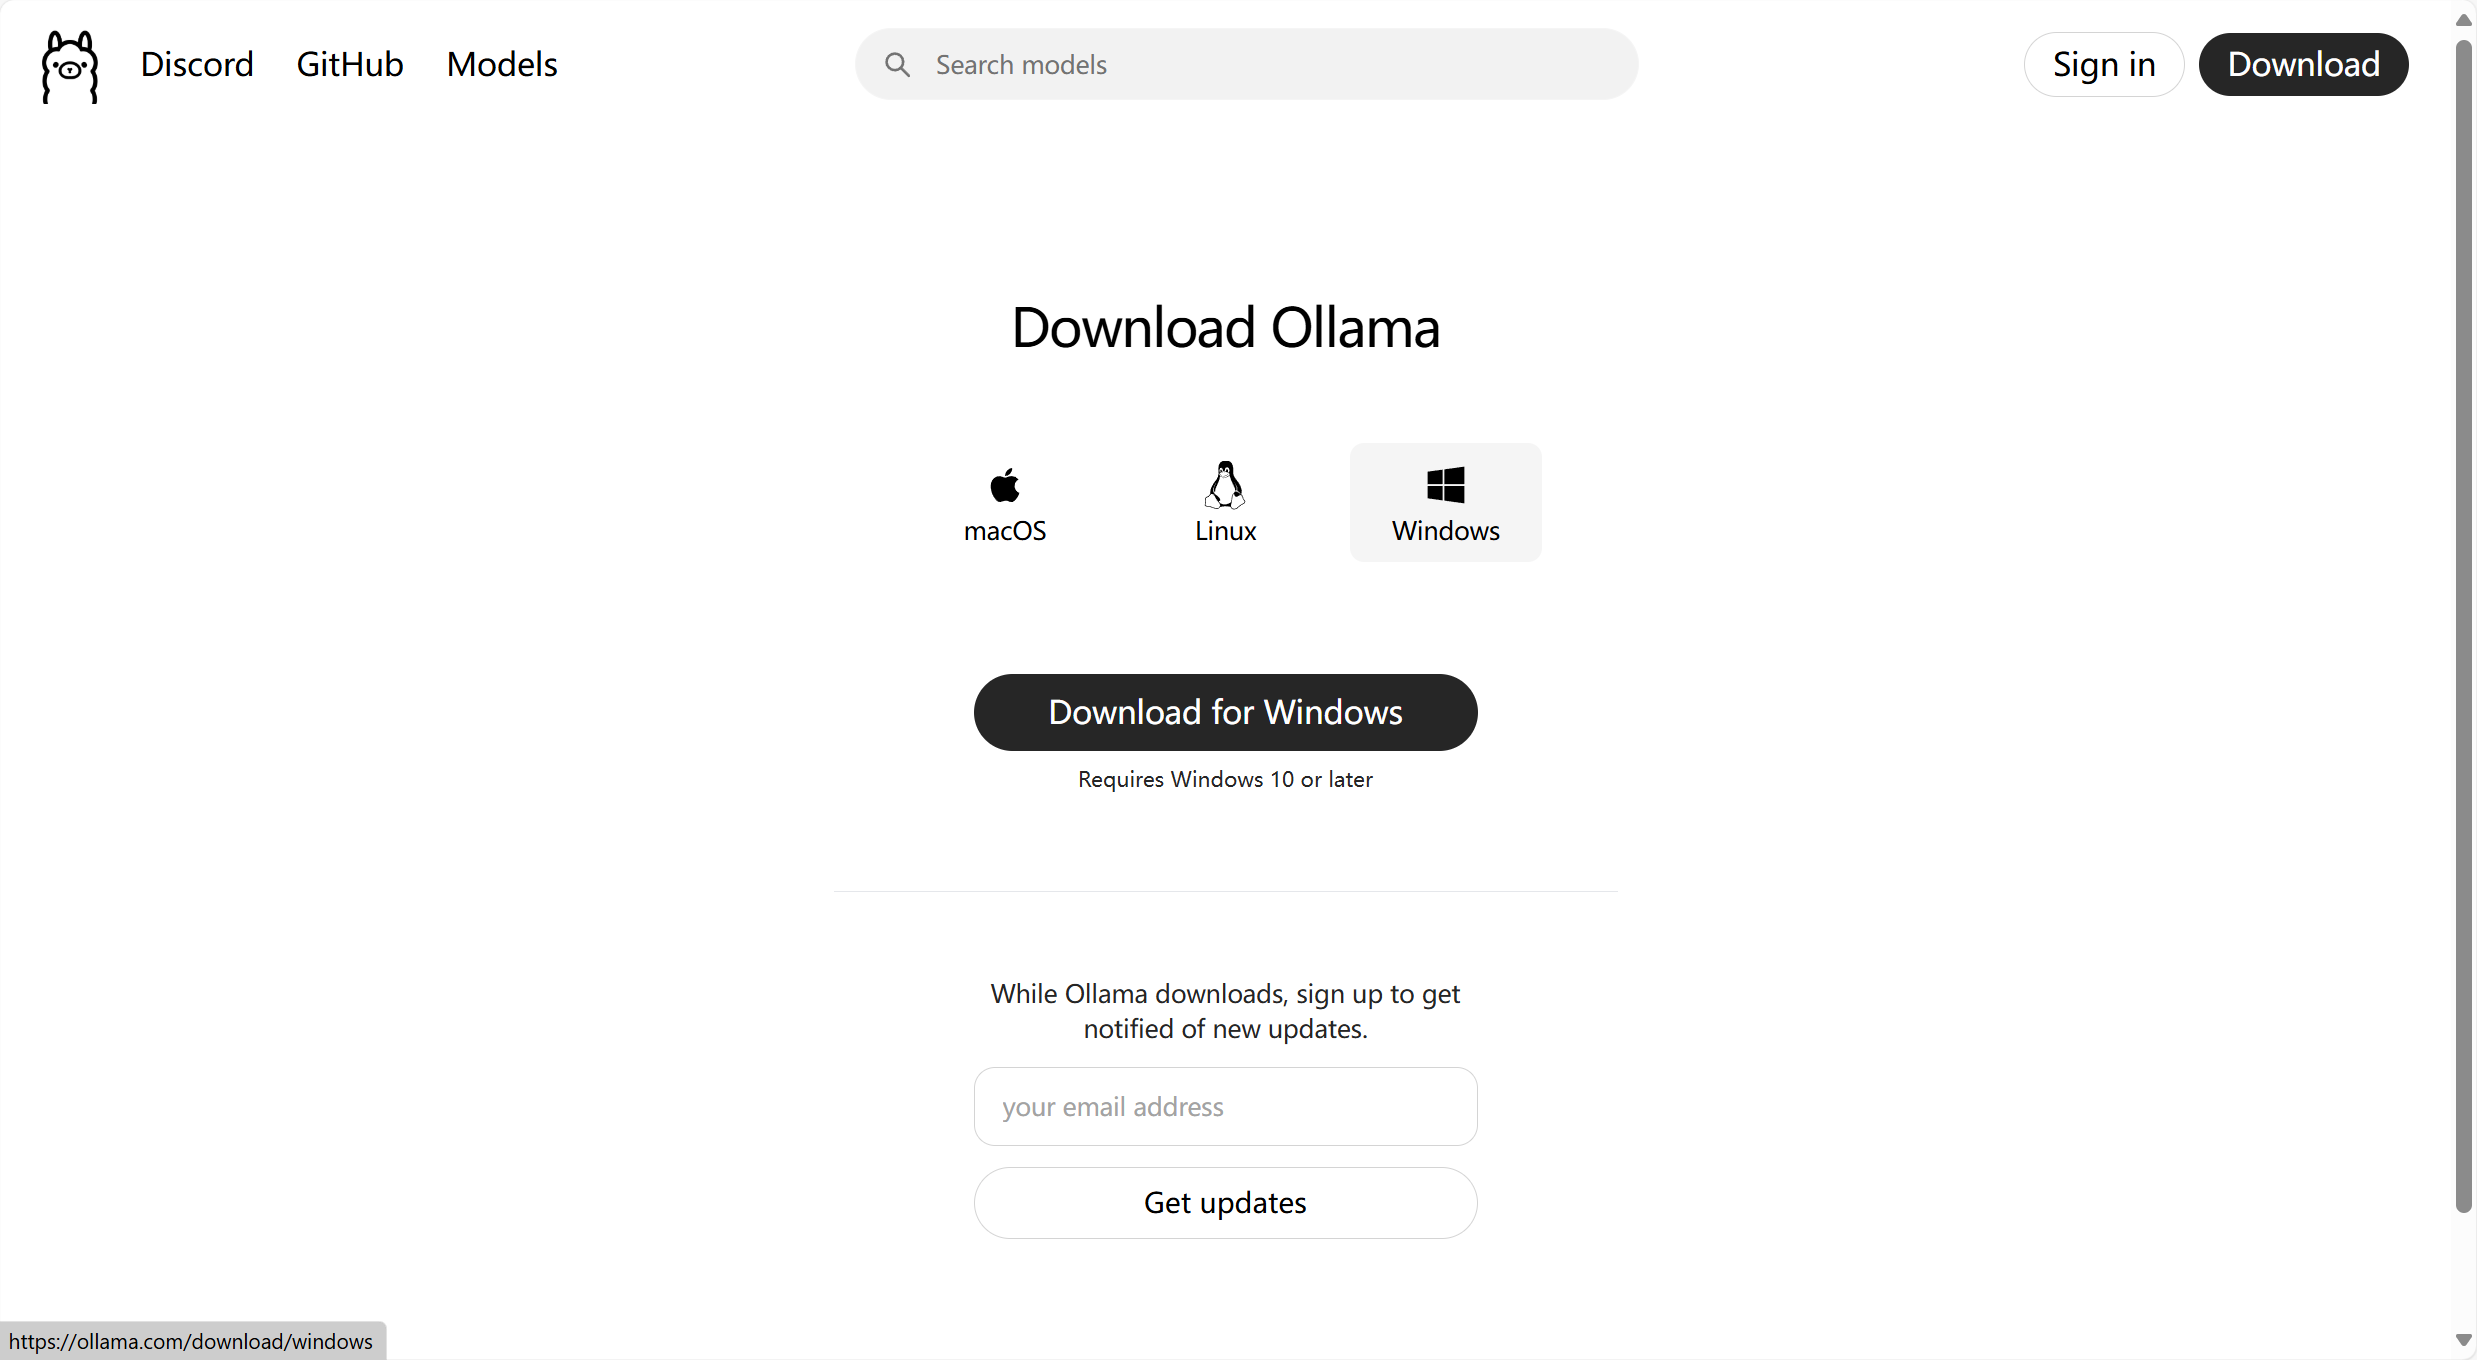 Discord GitHub Models Search models Sign in Download
Download Ollama
macOS Linux Windows
Download for Windows
Requires Windows 10 or later
While Ollama downloads, sign up to get
notified of new updates.
your email address
Get updates
https://ollama.com/download/windows